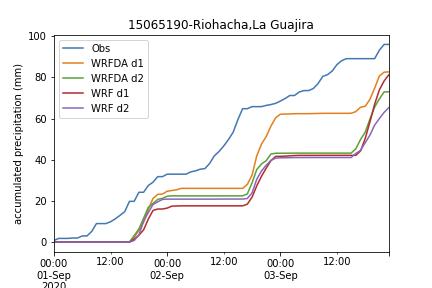 15065190-Riohacha,La Guajira
accumulated precipitation (mm)
100
80
60
40
20
0
Obs
WRFDA d1
WRFDA d2
WRF d1
WRF d2
00:00 12:00 00:00 12:00 00:00 12:00
01-Sep 02-Sep 03-Sep
2020